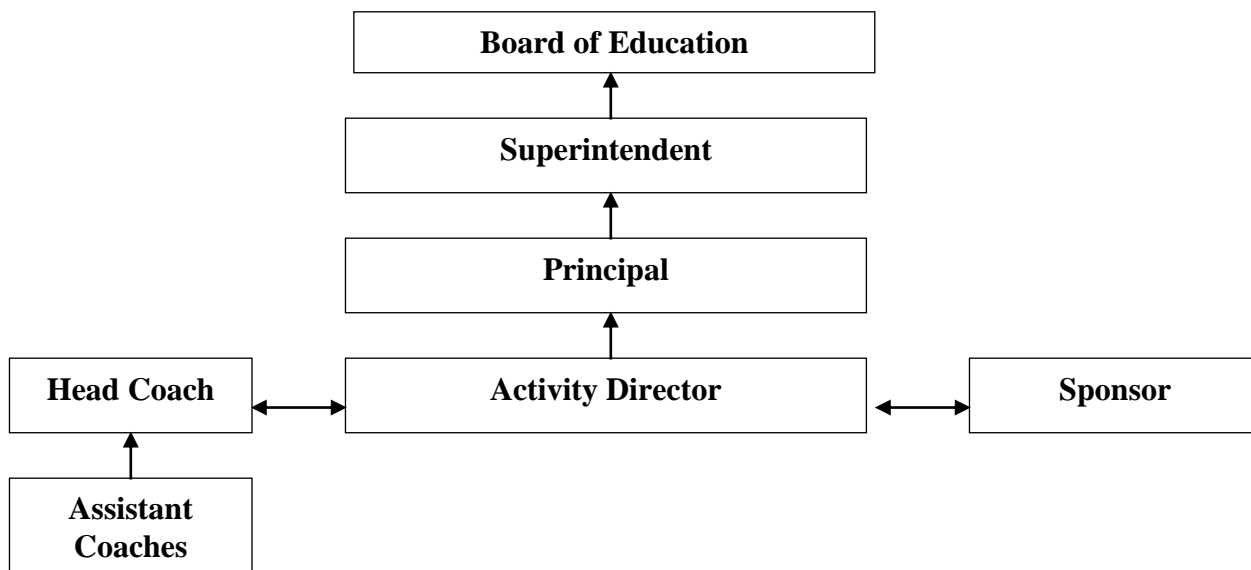 Board of Education
Superintendent
Principal
Head Coach
Activity Director
Sponsor
Assistant
Coaches